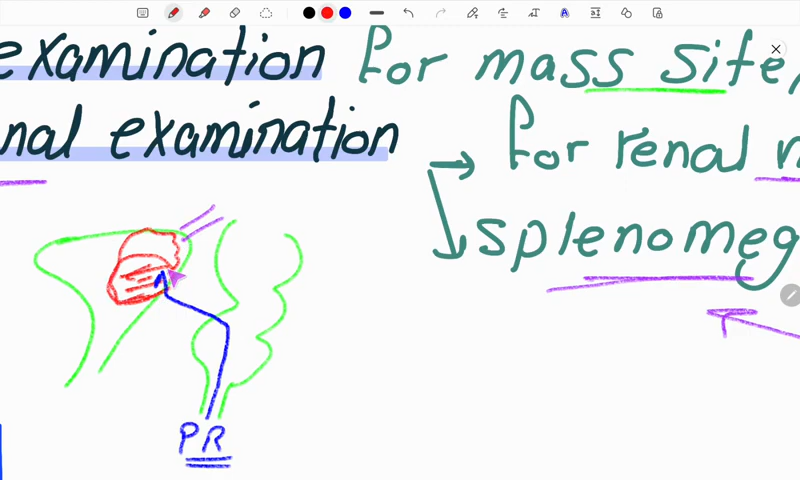 examination for mass site,
nal examination
for renal
splenomeg
PR